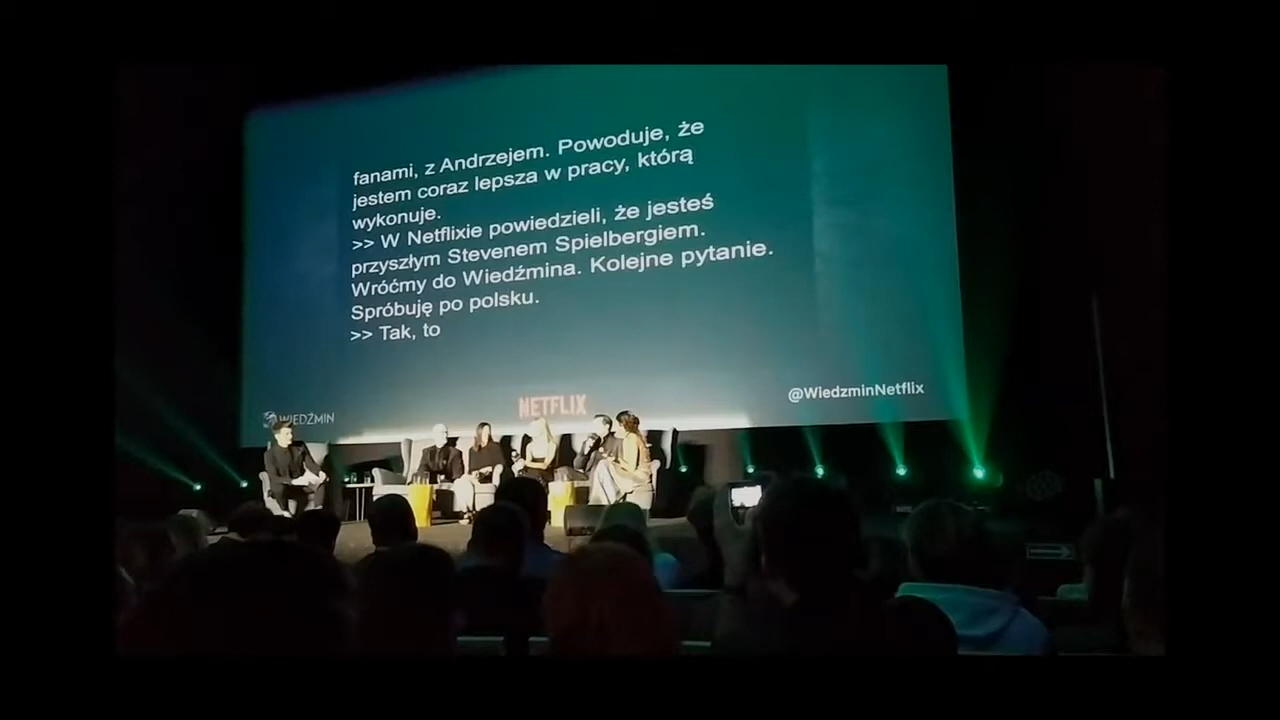 fanami, z Andrzejem. Powoduje, że
jestem coraz lepsza w pracy, którą
wykonuje.
>> W Netflixie powiedzieli, że jesteś
przyszłym Stevenem Spielbergiem.
Wróćmy do Wiedźmina. Kolejne pytanie.
Spróbuję po polsku.
>> Tak, to
@WiedzminNetflix
NETFLIX
WIEDŹMIN